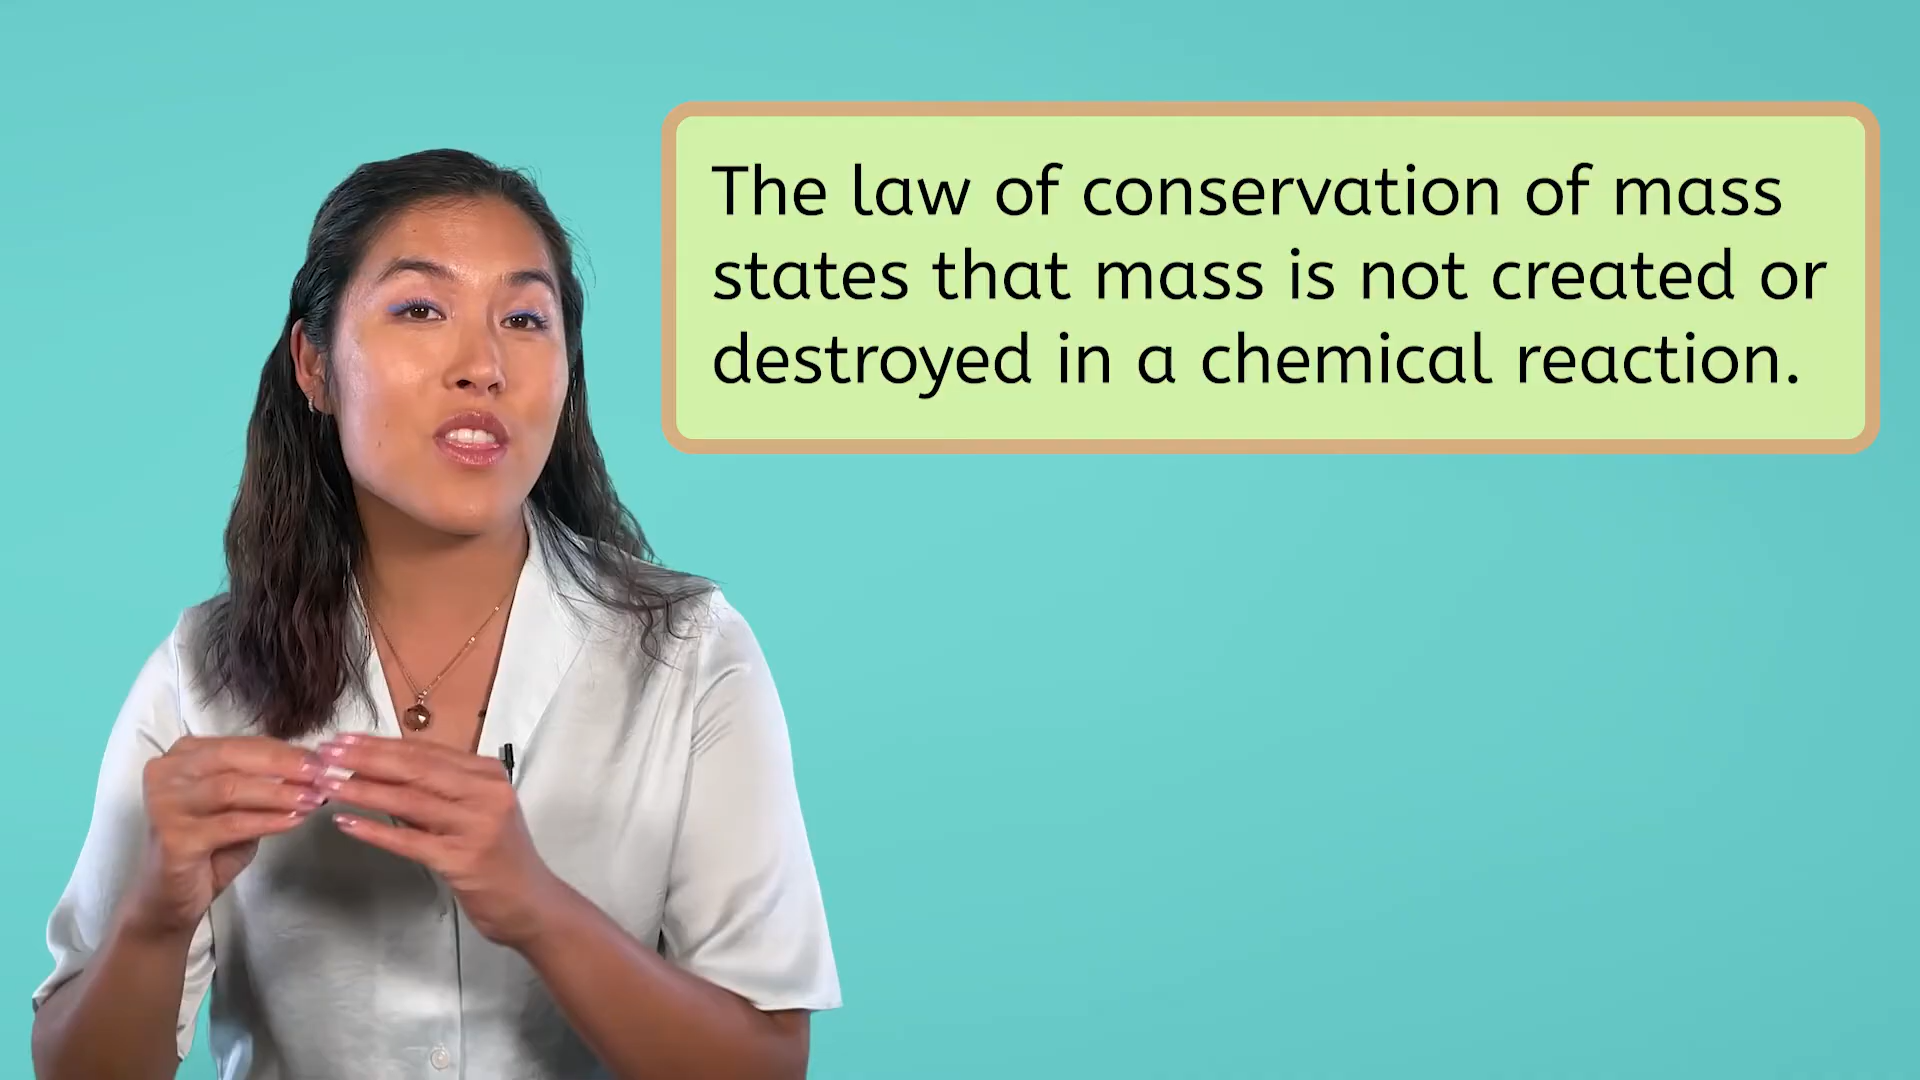 The law of conservation of mass
states that mass is not created or
destroyed in a chemical reaction.